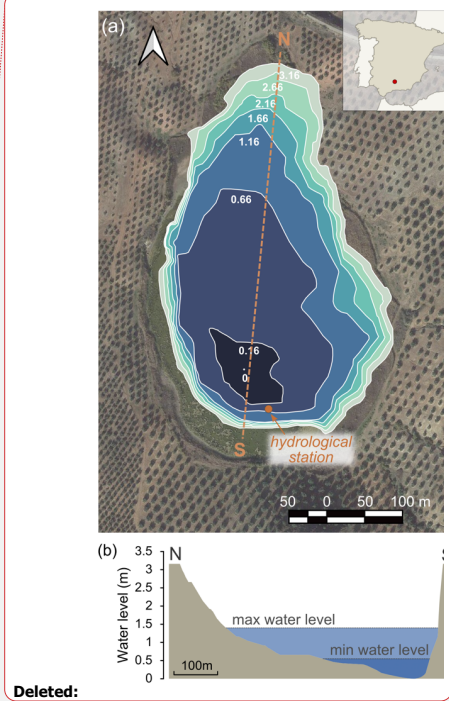 (a)
N
3.16
2.66
2.16
1.66
1.16
0.66
0.16
0
hydrological
station
S
50 0 50 100 m
(b)
N
S
3.5
3
2.5
2
1.5
1
0.5
0
Water level (m)
max water level
min water level
100m
Deleted: